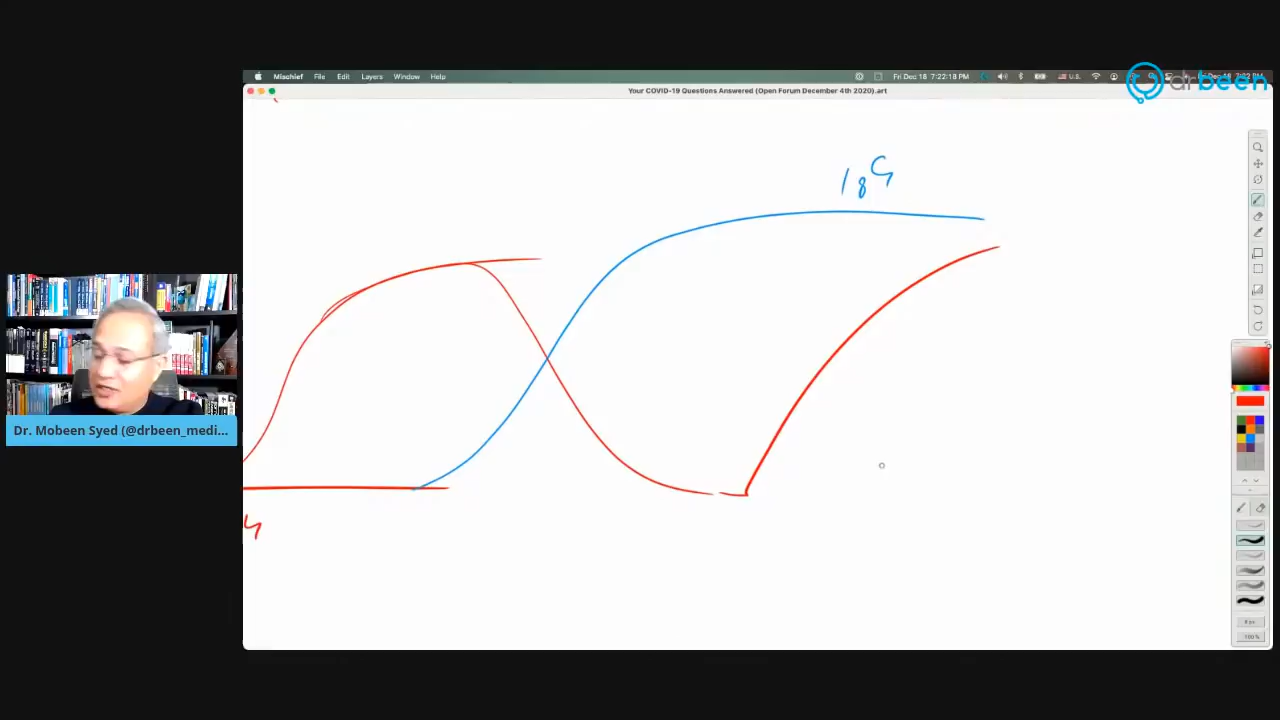 Mischief File Edit Layers Window Help
U.S.
Fri Dec 18 7:22:18 PM
drbeen
Your COVID-19 Questions Answered (Open Forum December 4th 2020).art
IgG
Dr. Mobeen Syed (@drbeen_medi...
100%